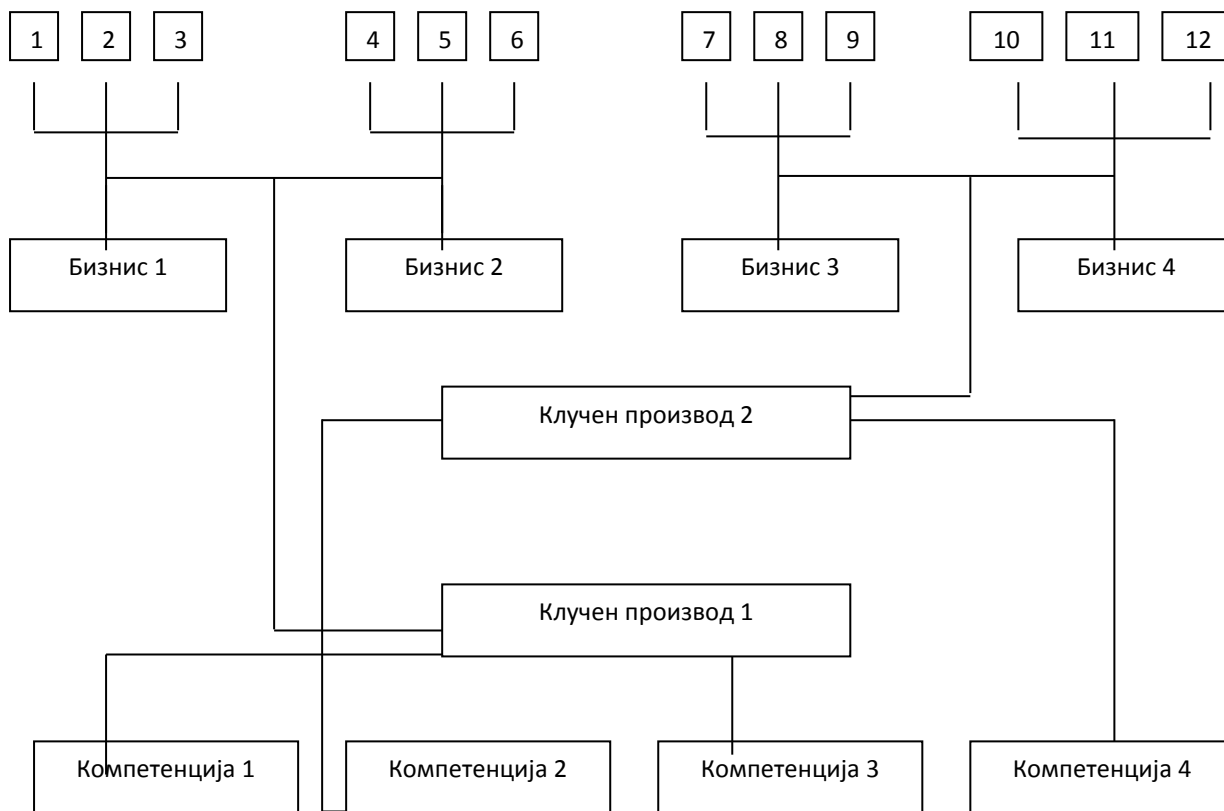 1 2 3 4 5 6 7 8 9 10 11 12
Бизнис 1 Бизнис 2 Бизнис 3 Бизнис 4
Клучен производ 2
Клучен производ 1
Компетенција 1 Компетенција 2 Компетенција 3 Компетенција 4